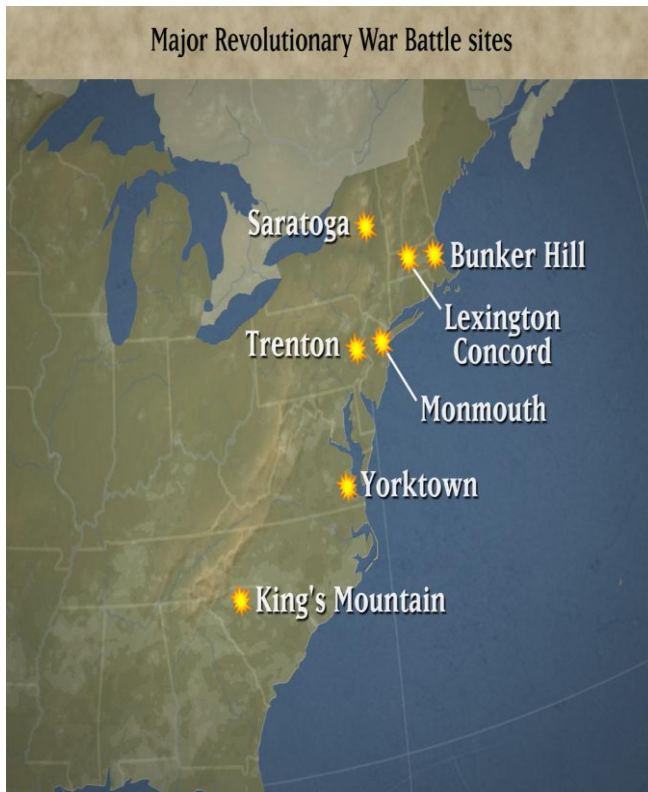 Major Revolutionary War Battle sites
Saratoga
Bunker Hill
Lexington
Concord
Trenton
Monmouth
Yorktown
King's Mountain